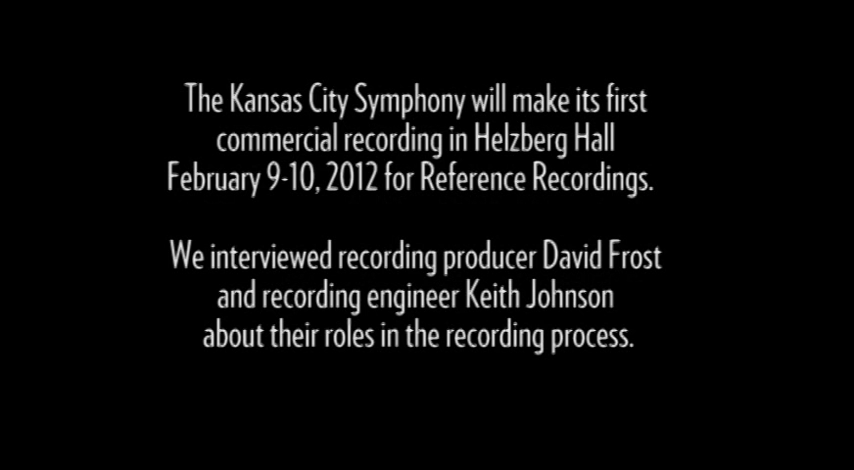 The Kansas City Symphony will make its first
commercial recording in Helzberg Hall
February 9-10, 2012 for Reference Recordings.
We interviewed recording producer David Frost
and recording engineer Keith Johnson
about their roles in the recording process.